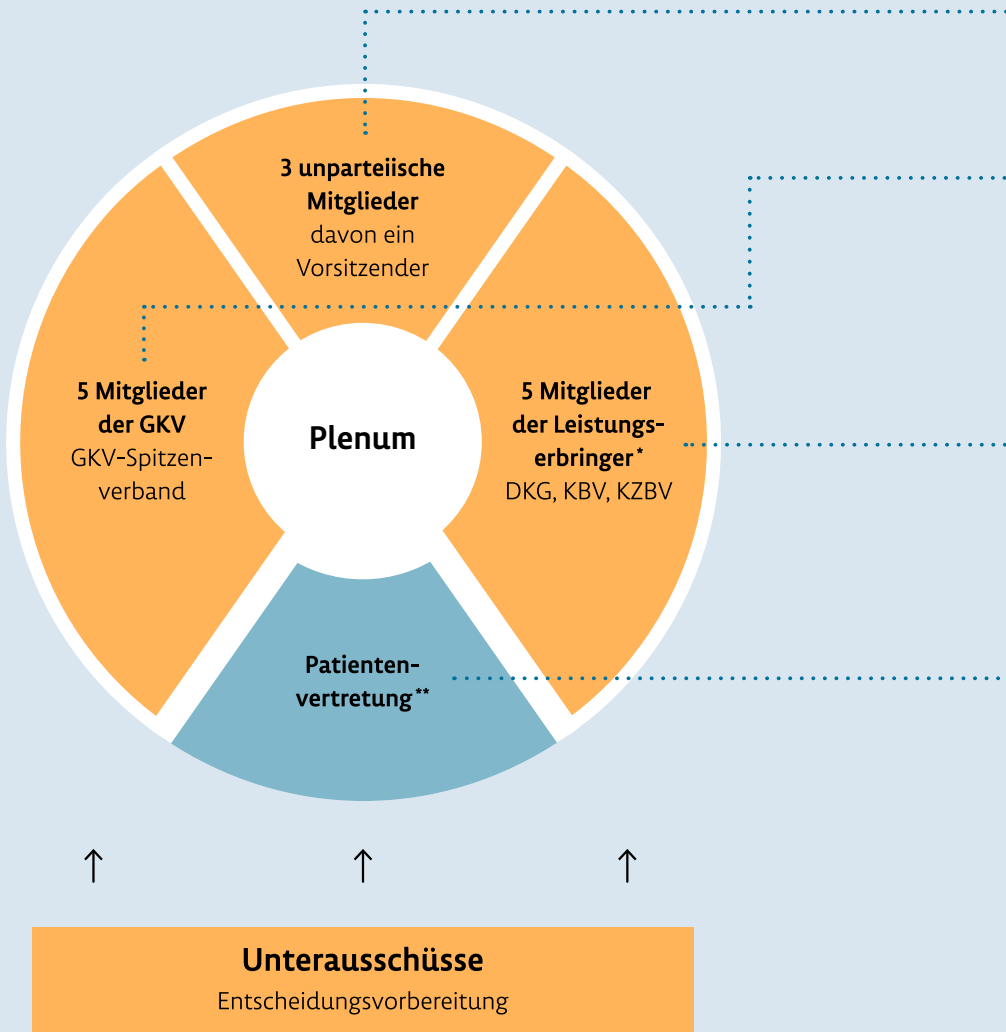 3 unparteiische
Mitglieder
davon ein
Vorsitzender
5 Mitglieder
der GKV
GKV-Spitzen-
verband
Plenum
5 Mitglieder
der Leistungs-
erbringer*
DKG, KBV, KZBV
Patienten-
vertretung**
Unterausschüsse
Entscheidungsvorbereitung